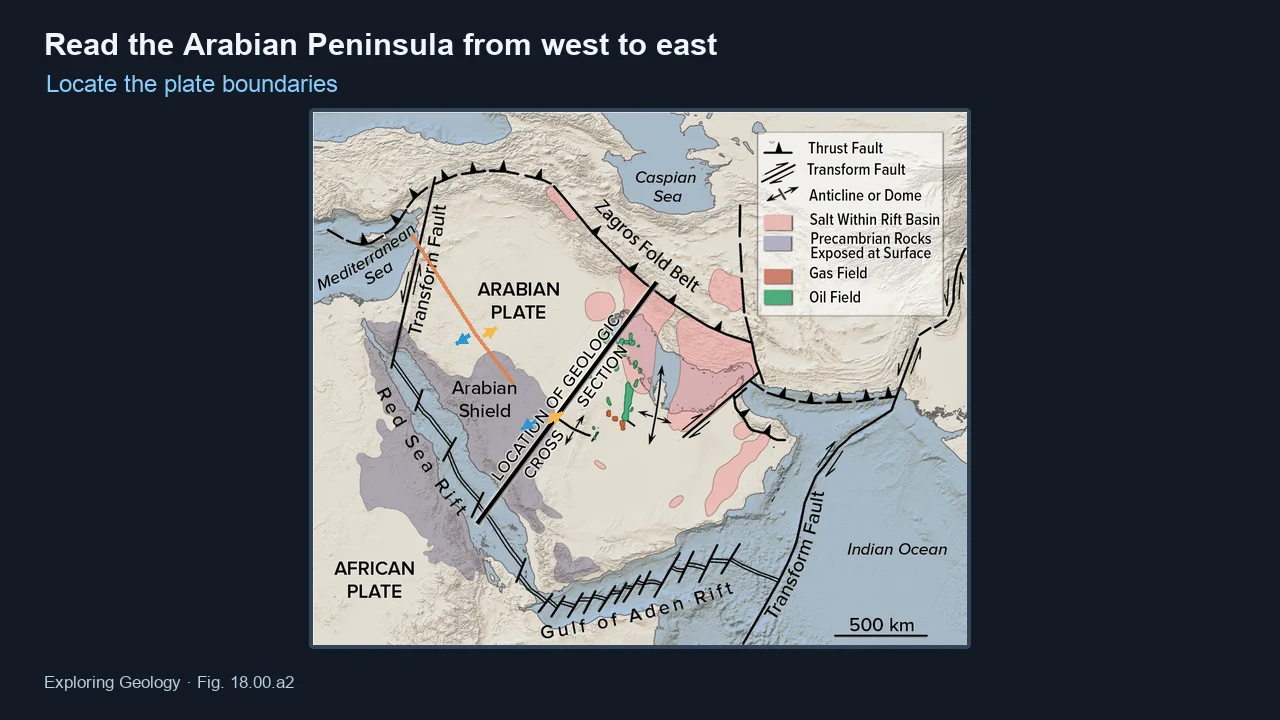 Read the Arabian Peninsula from west to east
Locate the plate boundaries
Caspian
Sea
Thrust Fault
Transform Fault
Anticline or Dome
Salt Within Rift Basin
Precambrian Rocks
Exposed at Surface
Gas Field
Oil Field
Mediterranean
Sea
Transform Fault
Zagros Fold Belt
ARABIAN
PLATE
Arabian
Shield
LOCATION OF GEOLOGIC
CROSS SECTION
Red Sea Rift
AFRICAN
PLATE
Gulf of Aden Rift
Transform Fault
Indian Ocean
500 km
Exploring Geology · Fig. 18.00.a2